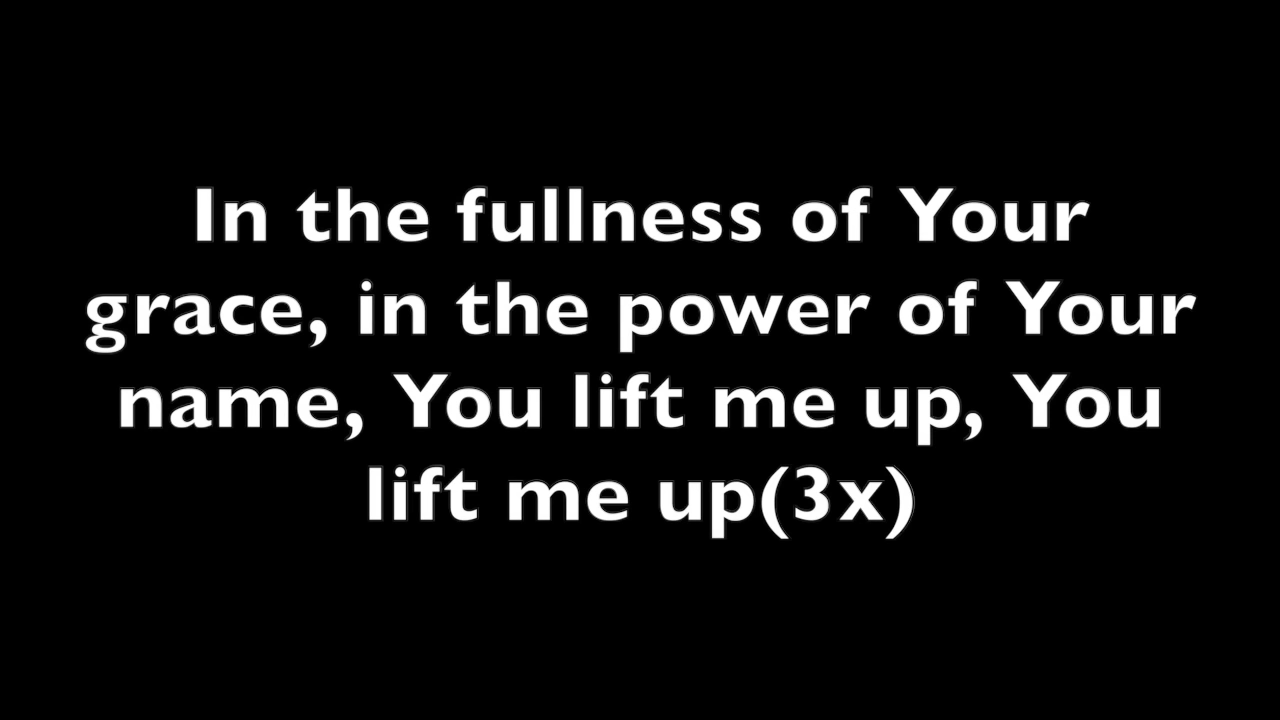 In the fullness of Your
grace, in the power of Your
name, You lift me up, You
lift me up(3x)